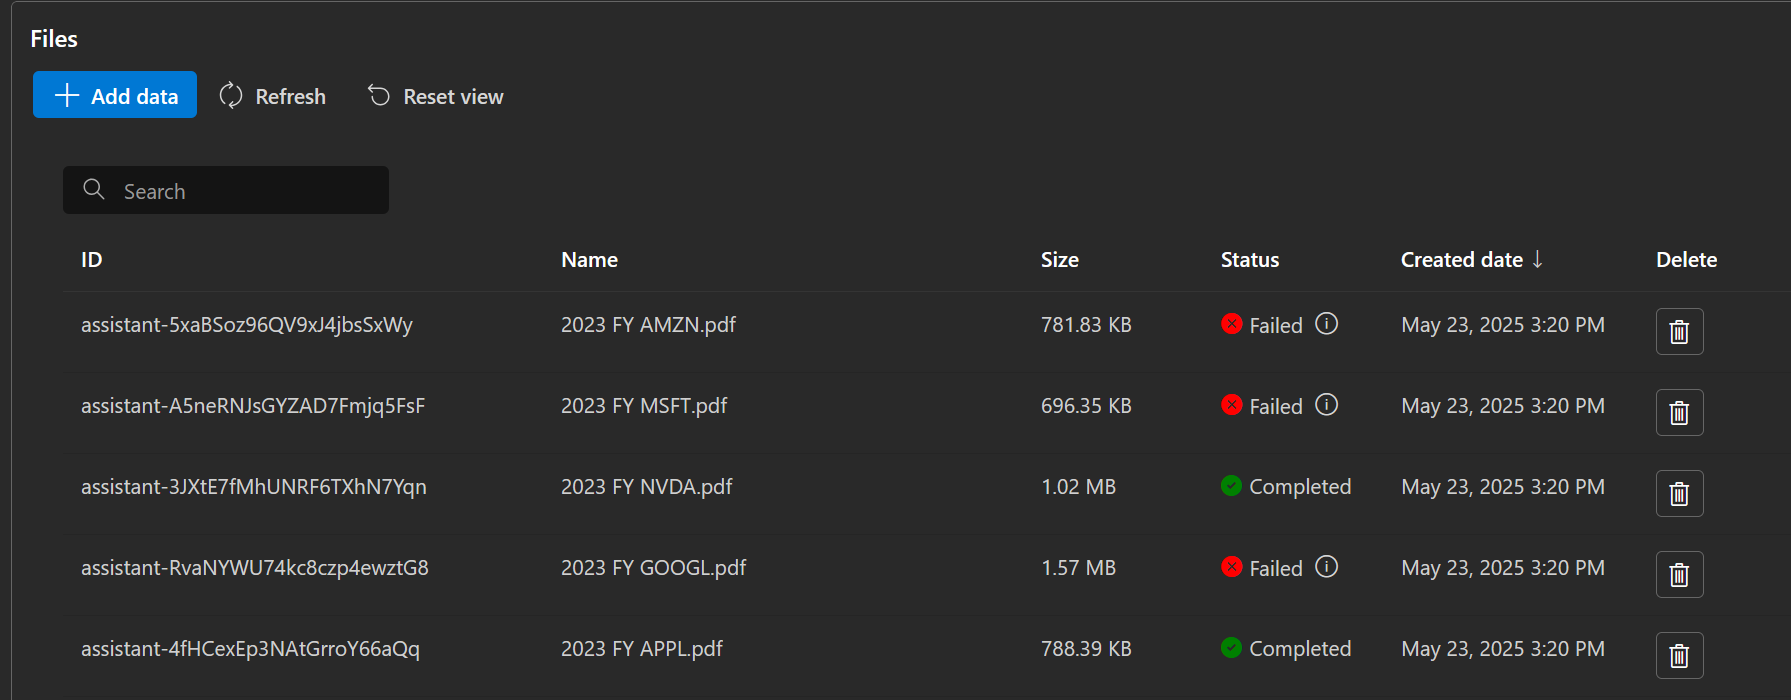 Files
Add data Refresh Reset view
Search
ID Name Size Status Created date ↓ Delete
assistant-5xaBSoz96QV9xJ4jbsSxWy 2023 FY AMZN.pdf 781.83 KB Failed May 23, 2025 3:20 PM
assistant-A5neRNJsGYZAD7Fmjq5FsF 2023 FY MSFT.pdf 696.35 KB Failed May 23, 2025 3:20 PM
assistant-3JXtE7fMhUNRF6TXhN7Yqn 2023 FY NVDA.pdf 1.02 MB Completed May 23, 2025 3:20 PM
assistant-RvaNYWU74kc8czp4ewztG8 2023 FY GOOGL.pdf 1.57 MB Failed May 23, 2025 3:20 PM
assistant-4fHCexEp3NAtGrroY66aQq 2023 FY APPL.pdf 788.39 KB Completed May 23, 2025 3:20 PM